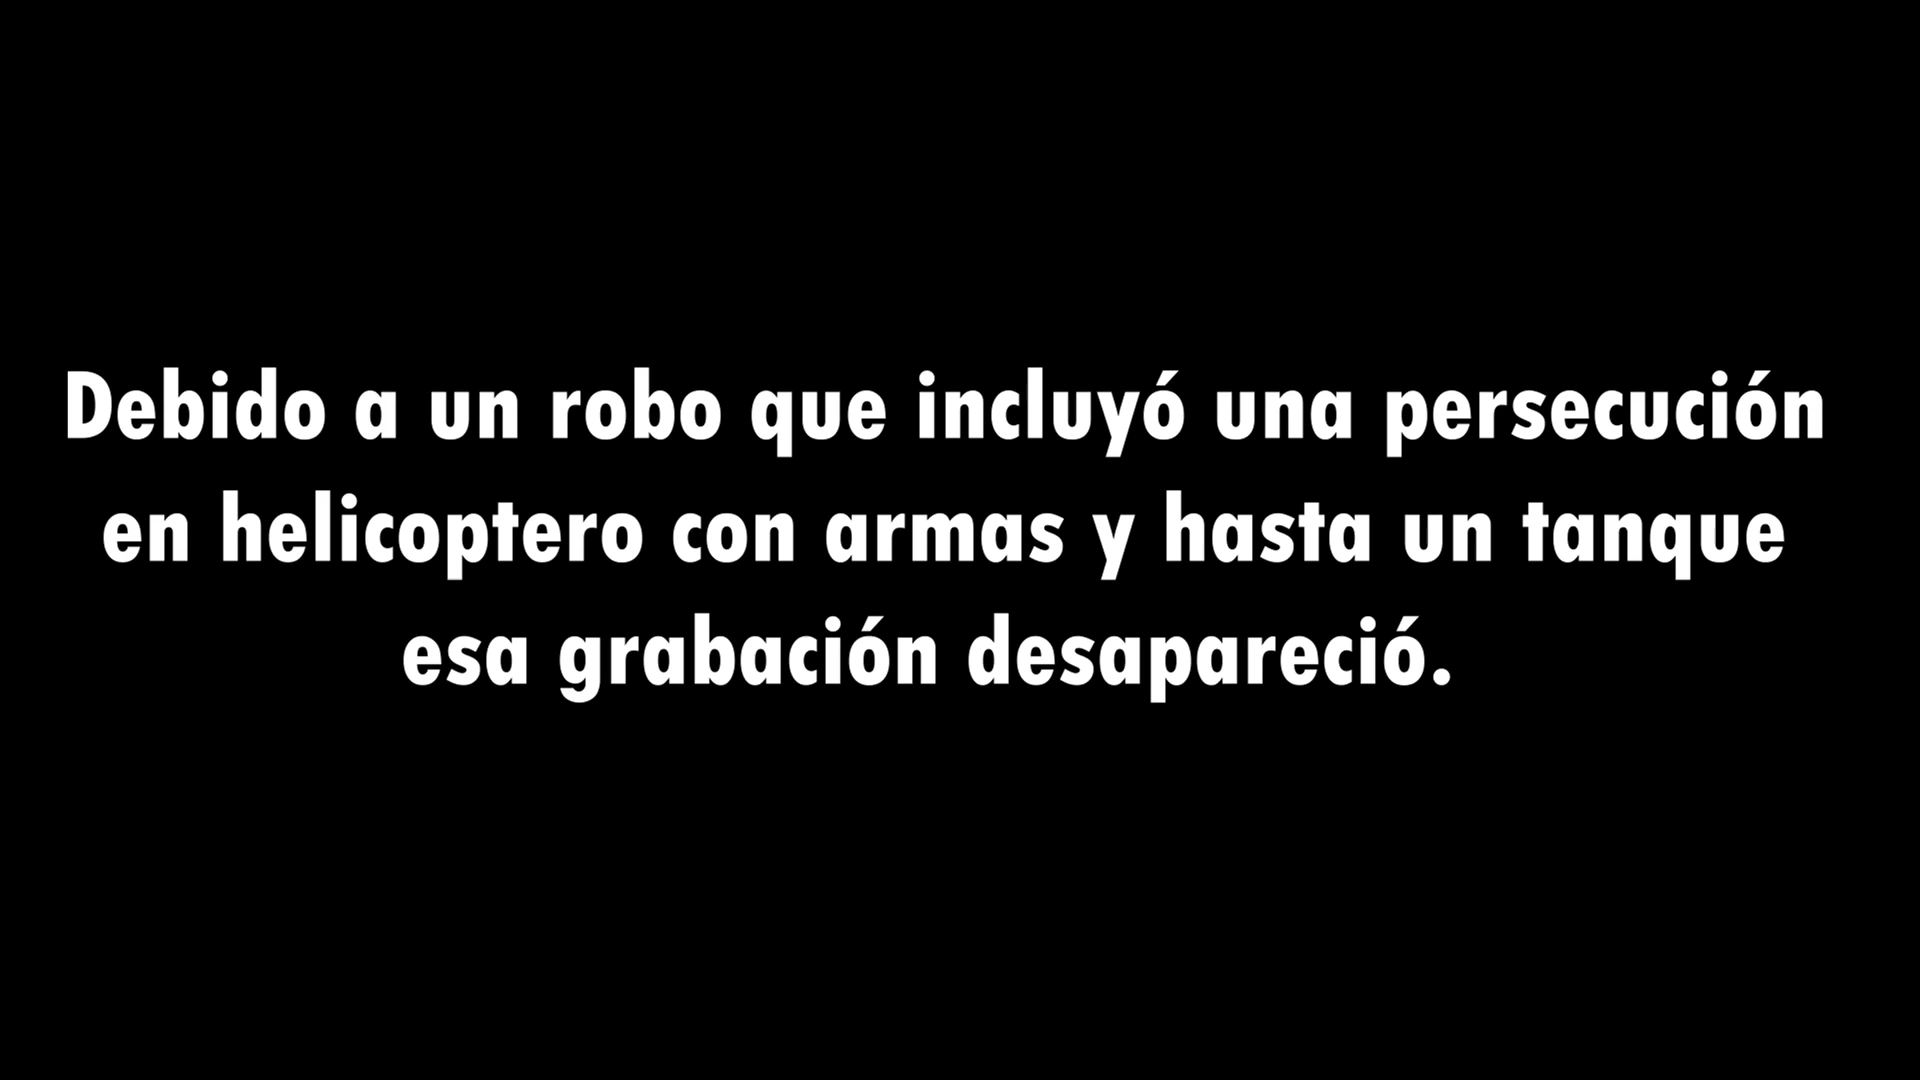 Debido a un robo que incluyó una persecución
en helicoptero con armas y hasta un tanque
esa grabación desapareció.